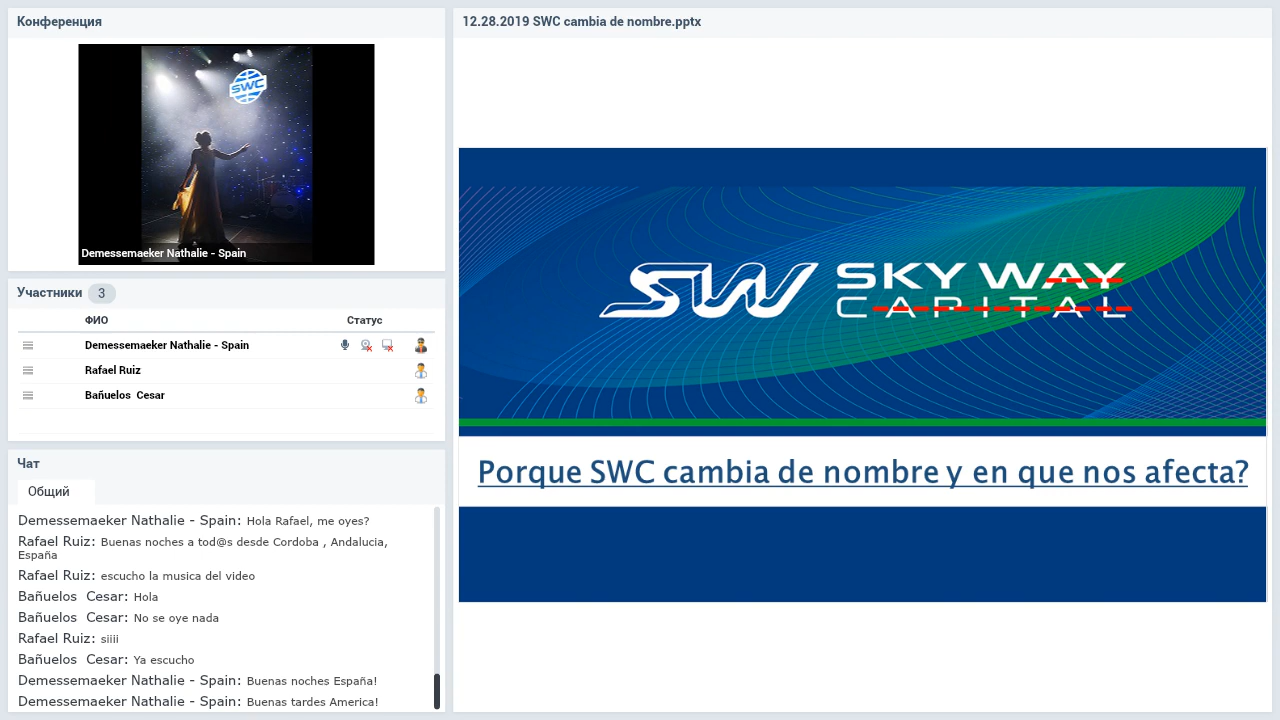 Конференция
SWC
Demessemaeker Nathalie - Spain
Участники 3
ФИО Статус
Demessemaeker Nathalie - Spain
Rafael Ruiz
Bañuelos  Cesar
Чат
Общий
Demessemaeker Nathalie - Spain: Hola Rafael, me oyes?
Rafael Ruiz: Buenas noches a tod@s desde Cordoba , Andalucia,
España
Rafael Ruiz: escucho la musica del video
Bañuelos  Cesar: Hola
Bañuelos  Cesar: No se oye nada
Rafael Ruiz: siiii
Bañuelos  Cesar: Ya escucho
Demessemaeker Nathalie - Spain: Buenas noches España!
Demessemaeker Nathalie - Spain: Buenas tardes America!
12.28.2019 SWC cambia de nombre.pptx
SW SKY WAY
CAPITAL
Porque SWC cambia de nombre y en que nos afecta?